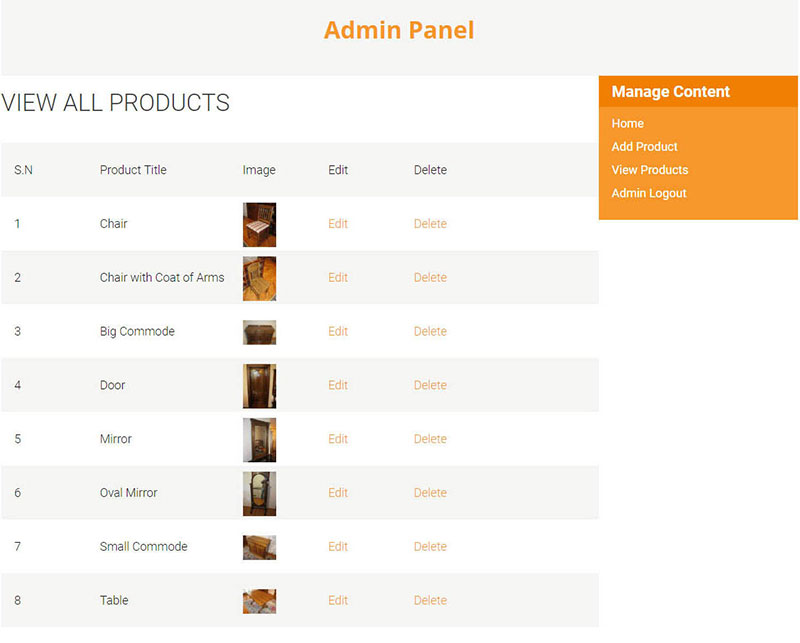 Admin Panel
VIEW ALL PRODUCTS
S.N Product Title Image Edit Delete
1 Chair Edit Delete
2 Chair with Coat of Arms Edit Delete
3 Big Commode Edit Delete
4 Door Edit Delete
5 Mirror Edit Delete
6 Oval Mirror Edit Delete
7 Small Commode Edit Delete
8 Table Edit Delete
Manage Content
Home
Add Product
View Products
Admin Logout